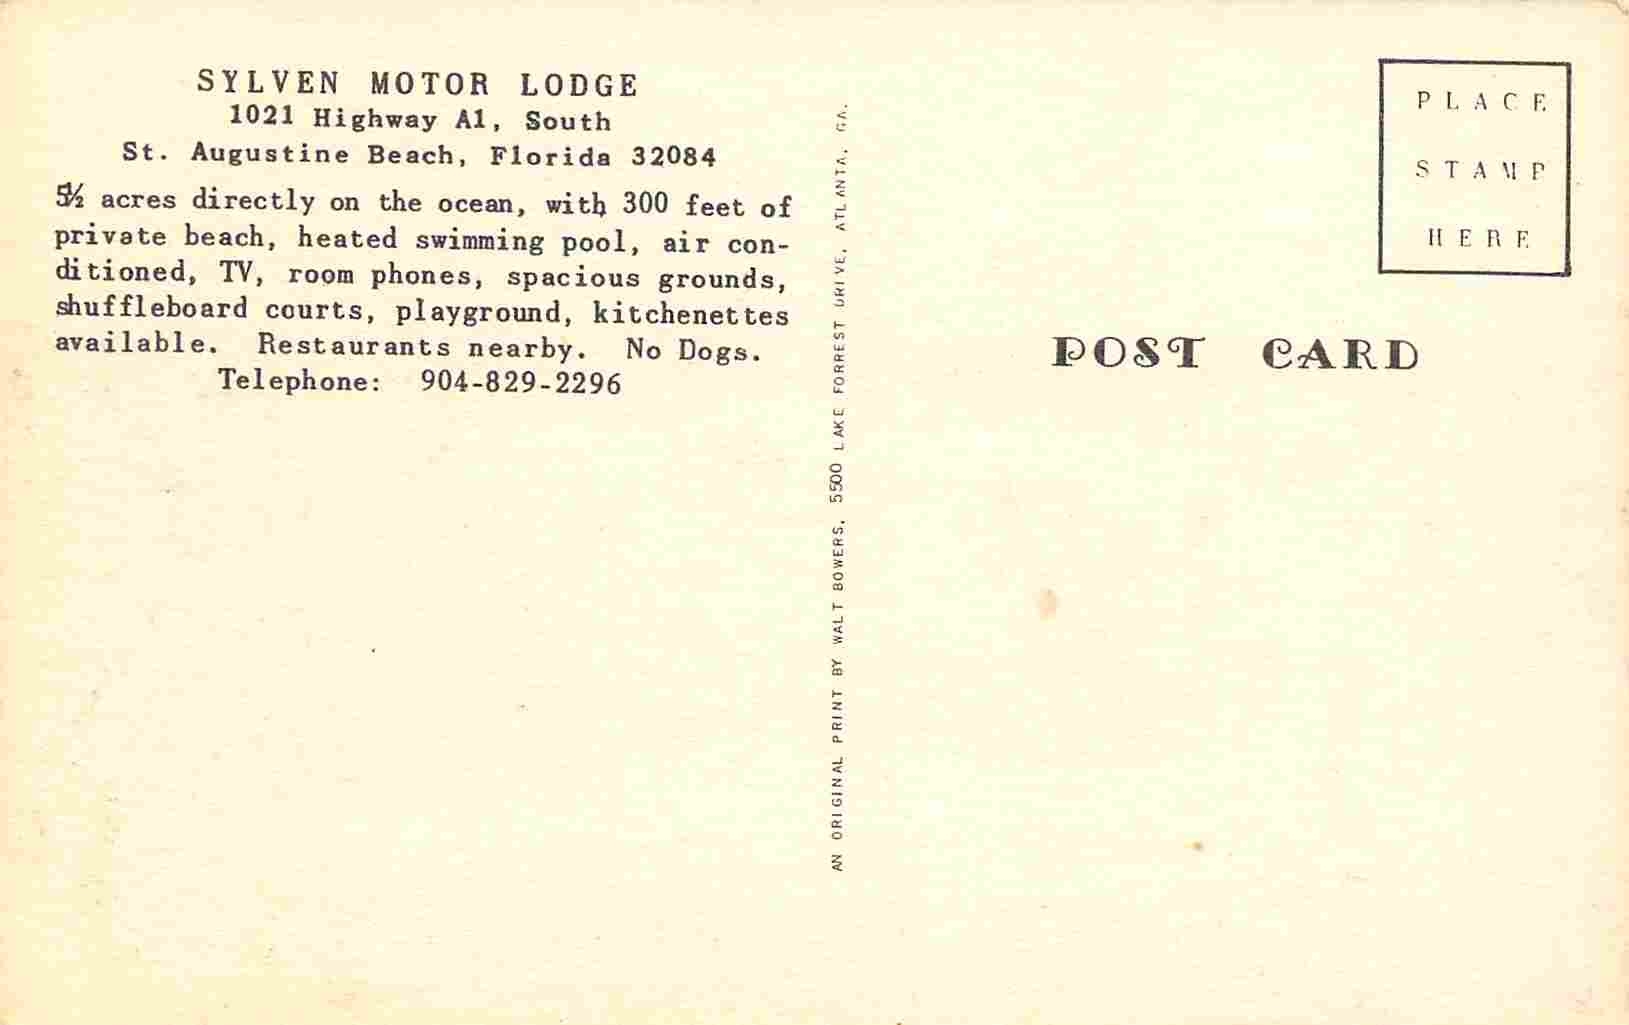 SYLVEN MOTOR LODGE
1021 Highway A1, South
St. Augustine Beach, Florida 32084
5½ acres directly on the ocean, with 300 feet of
private beach, heated swimming pool, air con-
ditioned, TV, room phones, spacious grounds,
shuffleboard courts, playground, kitchenettes
available. Restaurants nearby. No Dogs.
Telephone: 904-829-2296
AN ORIGINAL PRINT BY WALT BOWERS, 5500 LAKE FORREST DRIVE, ATLANTA, GA.
PLACE
STAMP
HERE
POST CARD